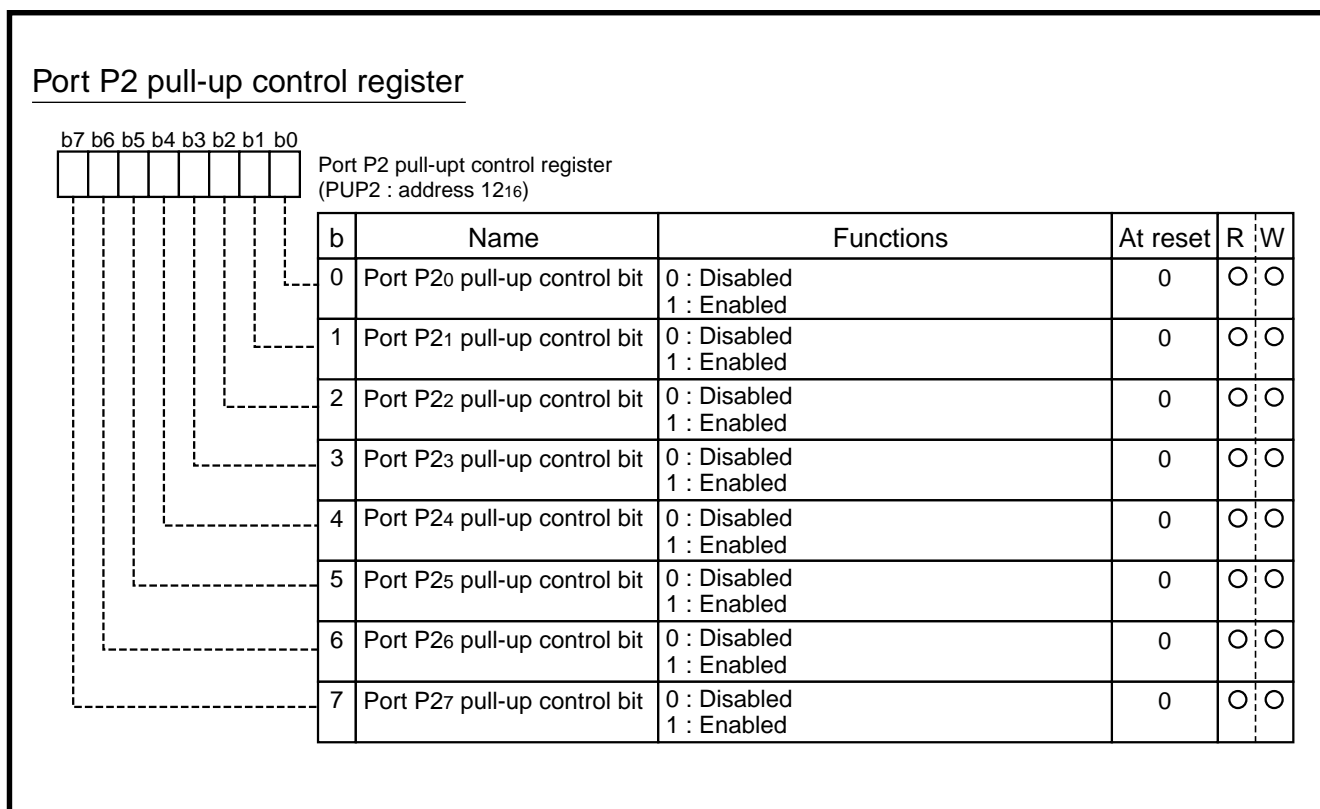 Port P2 pull-up control register
b7 b6 b5 b4 b3 b2 b1 b0
Port P2 pull-upt control register
(PUP2 : address 1216)
b Name Functions At reset R W
0 Port P20 pull-up control bit 0 : Disabled 0 O O
1 : Enabled
1 Port P21 pull-up control bit 0 : Disabled 0 O O
1 : Enabled
2 Port P22 pull-up control bit 0 : Disabled 0 O O
1 : Enabled
3 Port P23 pull-up control bit 0 : Disabled 0 O O
1 : Enabled
4 Port P24 pull-up control bit 0 : Disabled 0 O O
1 : Enabled
5 Port P25 pull-up control bit 0 : Disabled 0 O O
1 : Enabled
6 Port P26 pull-up control bit 0 : Disabled 0 O O
1 : Enabled
7 Port P27 pull-up control bit 0 : Disabled 0 O O
1 : Enabled